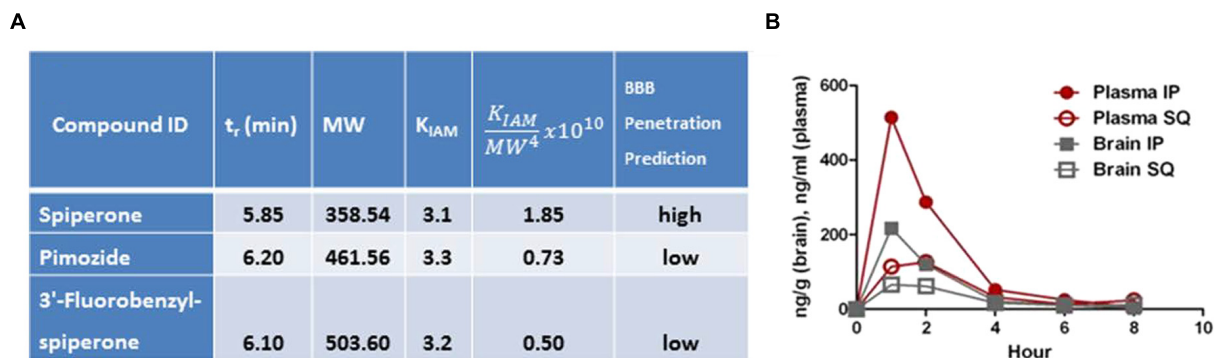 A
Compound ID tr (min) MW KIAM KIAM/MW⁴ x10¹⁰ BBB Penetration Prediction
Spiperone 5.85 358.54 3.1 1.85 high
Pimozide 6.20 461.56 3.3 0.73 low
3'-Fluorobenzyl-
spiperone 6.10 503.60 3.2 0.50 low
B
ng/g (brain), ng/ml (plasma)
600
400
200
0
0 2 4 6 8 10
Hour
Plasma IP
Plasma SQ
Brain IP
Brain SQ